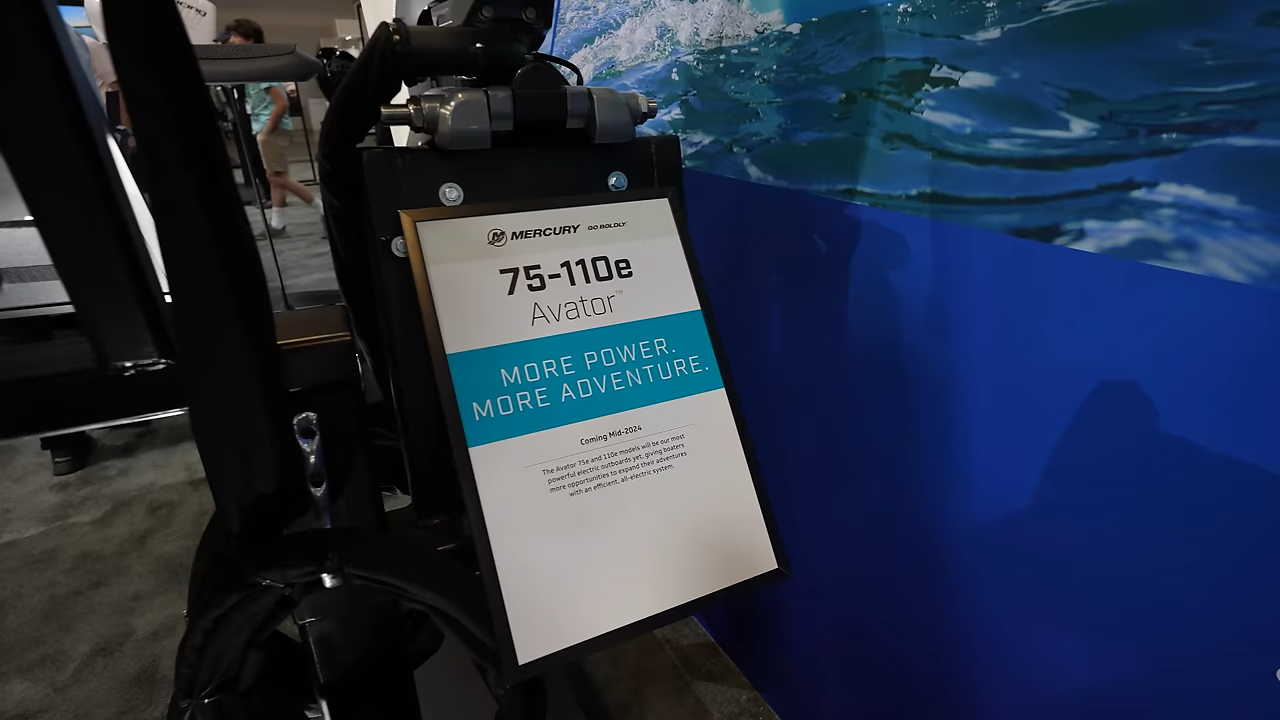 MERCURY GO BOLDLY.
75-110e
Avator™
MORE POWER.
MORE ADVENTURE.
Coming Mid-2024
The Avator 75e and 110e models will be our most
powerful electric outboards yet, giving boaters
more opportunities to expand their adventures
with an efficient, all-electric system.